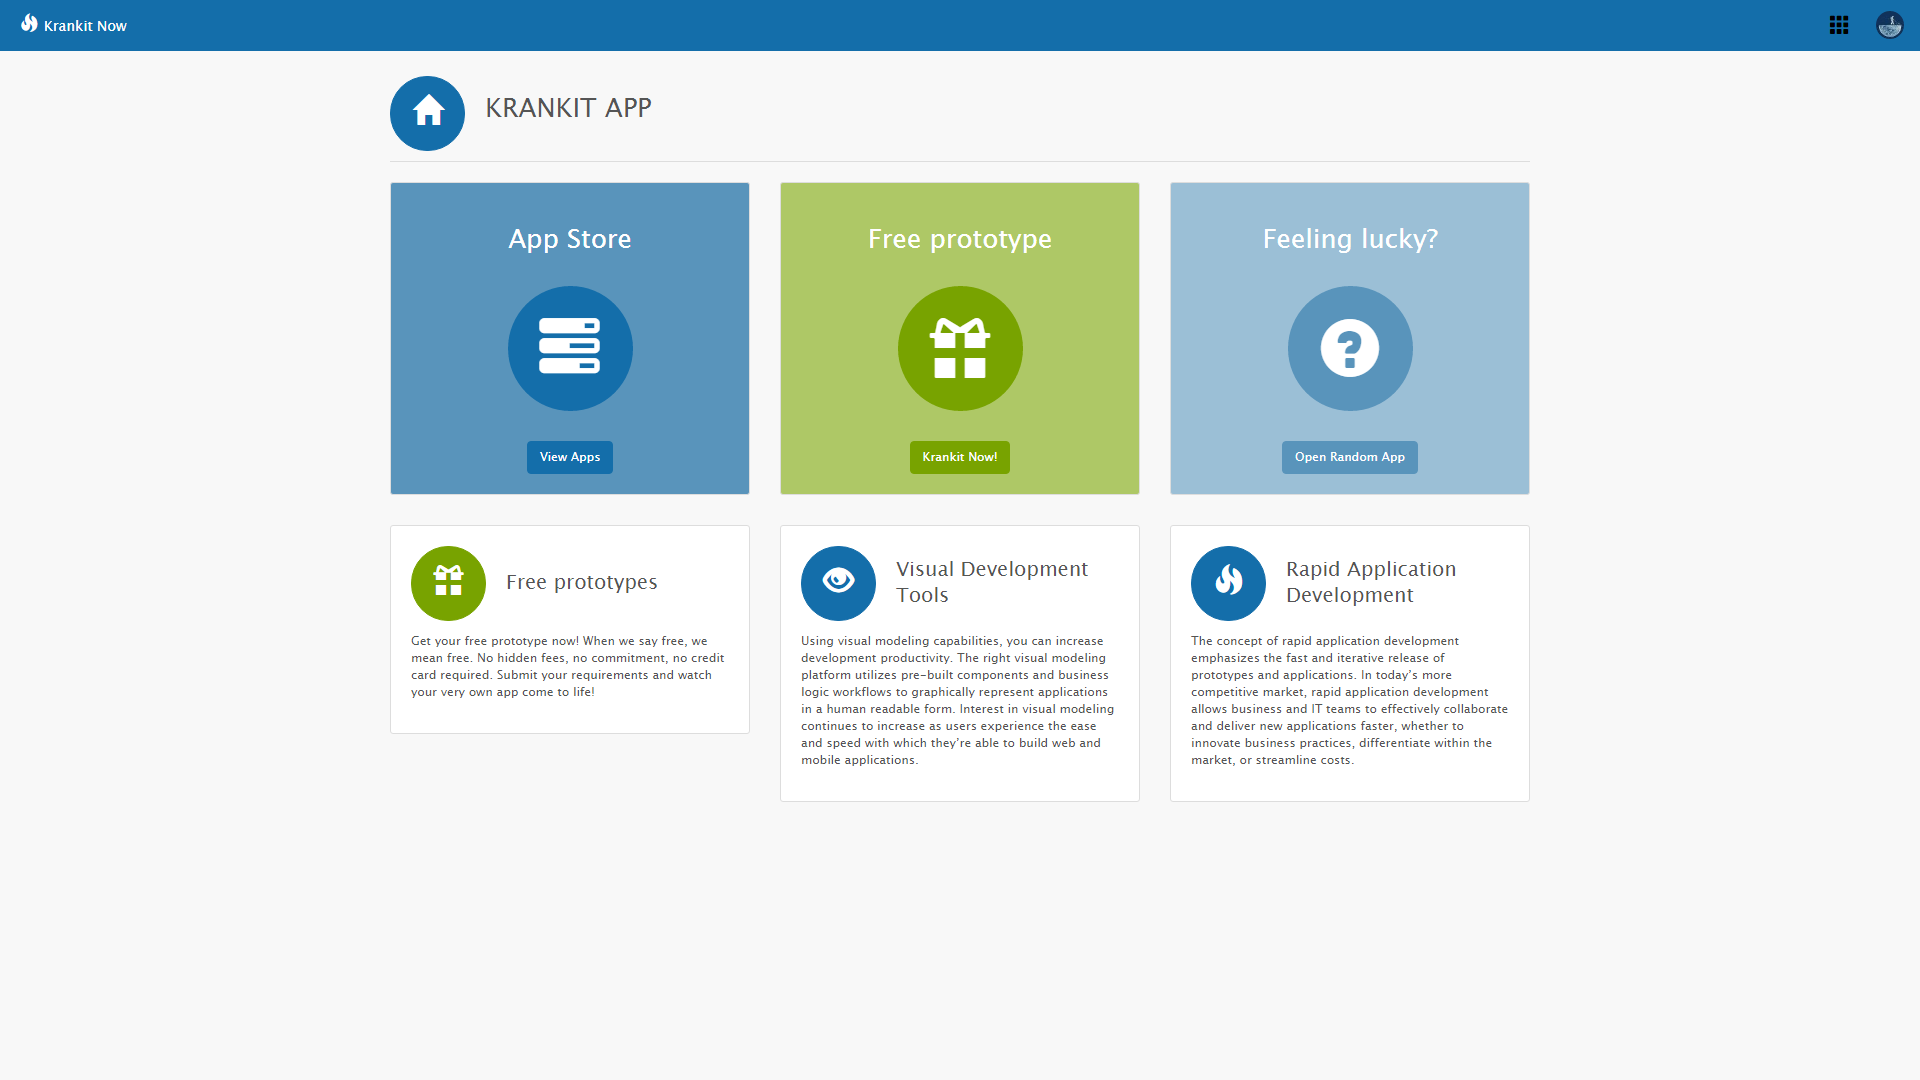 Krankit Now
KRANKIT APP
App Store
View Apps
Free prototype
Krankit Now!
Feeling lucky?
Open Random App
Free prototypes
Get your free prototype now! When we say free, we
mean free. No hidden fees, no commitment, no credit
card required. Submit your requirements and watch
your very own app come to life!
Visual Development
Tools
Using visual modeling capabilities, you can increase
development productivity. The right visual modeling
platform utilizes pre-built components and business
logic workflows to graphically represent applications
in a human readable form. Interest in visual modeling
continues to increase as users experience the ease
and speed with which they’re able to build web and
mobile applications.
Rapid Application
Development
The concept of rapid application development
emphasizes the fast and iterative release of
prototypes and applications. In today’s more
competitive market, rapid application development
allows business and IT teams to effectively collaborate
and deliver new applications faster, whether to
innovate business practices, differentiate within the
market, or streamline costs.